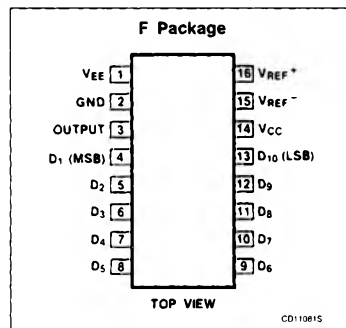 F Package
VEE 1
16 VREF+
GND 2
15 VREF-
OUTPUT 3
14 VCC
D1 (MSB) 4
13 D10 (LSB)
D2 5
12 D9
D3 6
11 D8
D4 7
10 D7
D5 8
9 D6
TOP VIEW
CD11081S